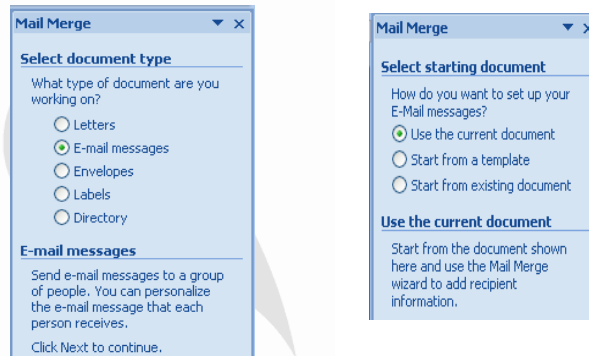 Mail Merge
Select document type
What type of document are you
working on?
Letters
E-mail messages
Envelopes
Labels
Directory
E-mail messages
Send e-mail messages to a group
of people. You can personalize
the e-mail message that each
person receives.
Click Next to continue.
Mail Merge
Select starting document
How do you want to set up your
E-Mail messages?
Use the current document
Start from a template
Start from existing document
Use the current document
Start from the document shown
here and use the Mail Merge
wizard to add recipient
information.